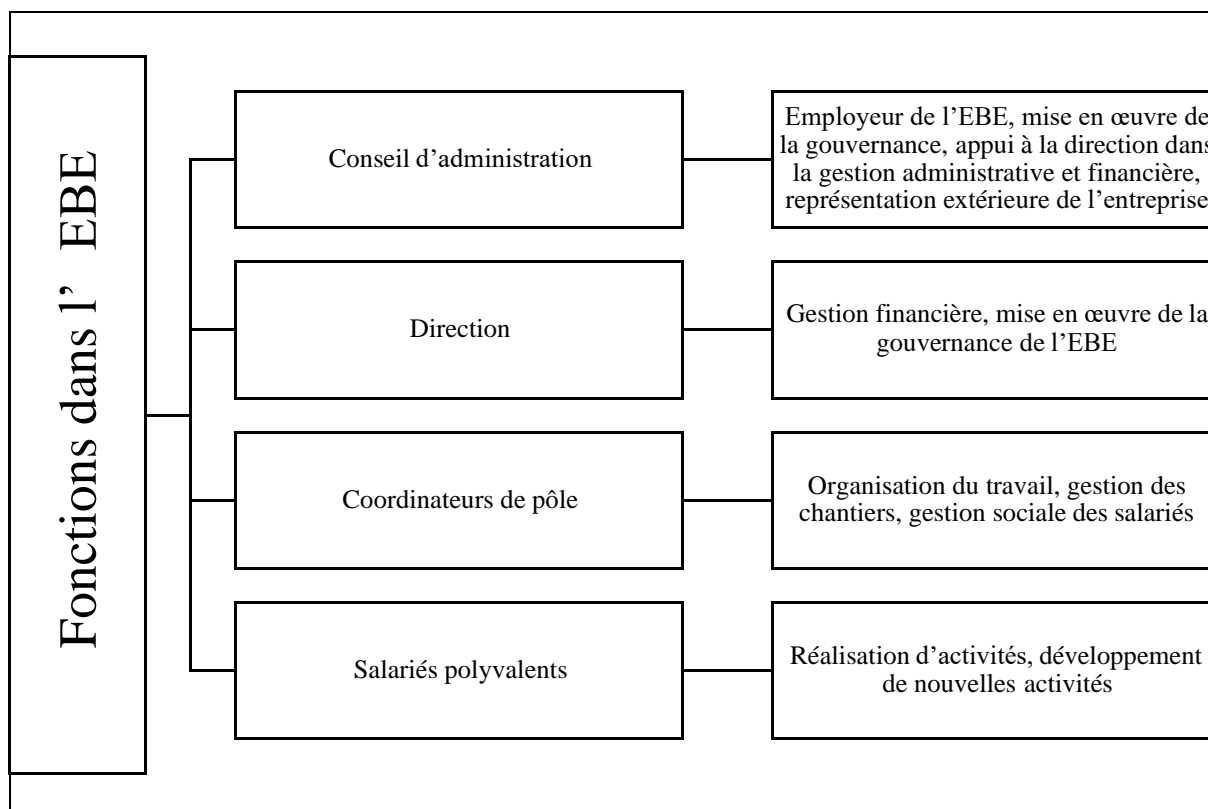 Fonctions dans l’ EBE
Conseil d’administration
Employeur de l’EBE, mise en œuvre de
la gouvernance, appui à la direction dans
la gestion administrative et financière,
représentation extérieure de l’entreprise
Direction
Gestion financière, mise en œuvre de la
gouvernance de l’EBE
Coordinateurs de pôle
Organisation du travail, gestion des
chantiers, gestion sociale des salariés
Salariés polyvalents
Réalisation d’activités, développement
de nouvelles activités